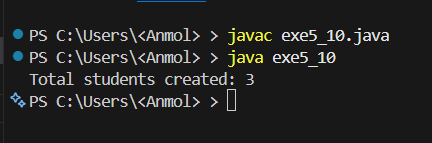 PS C:\Users\<Anmol> > javac exe5_10.java
PS C:\Users\<Anmol> > java exe5_10
Total students created: 3
PS C:\Users\<Anmol> >